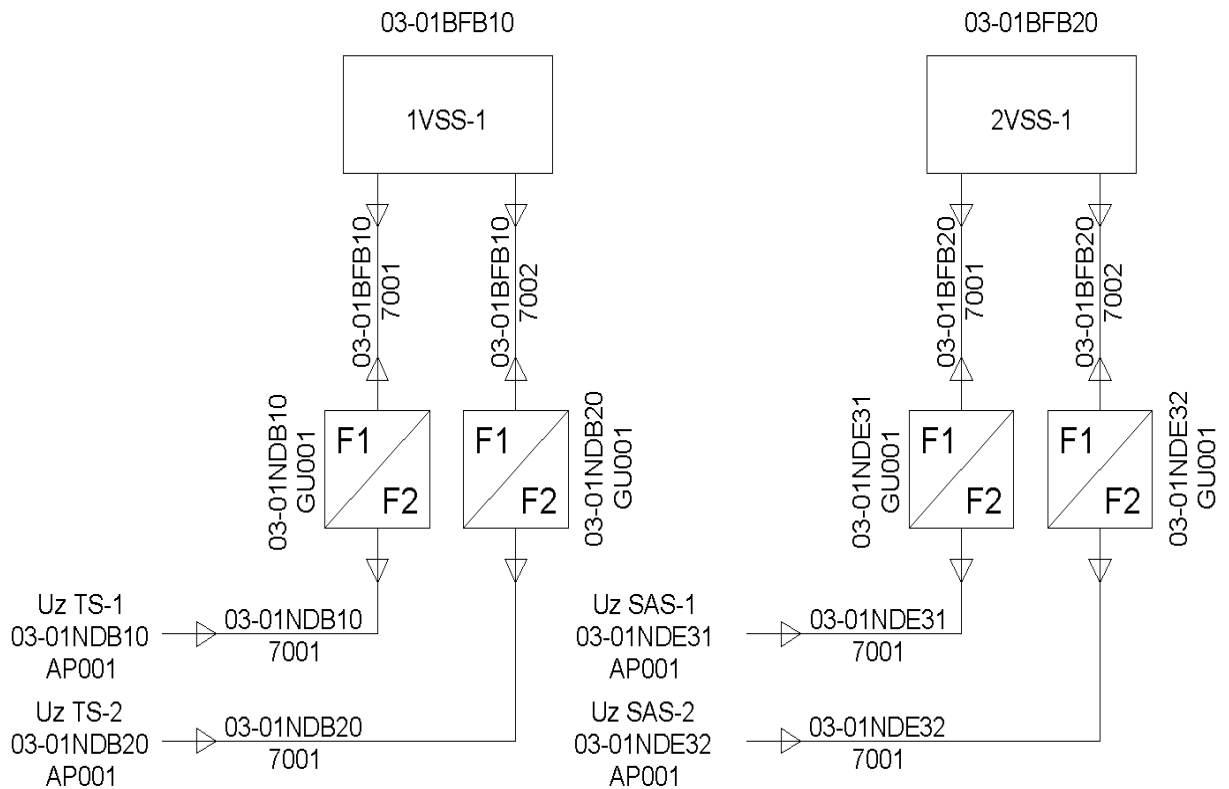 03-01BFB10
1VSS-1
03-01BFB10
7001
03-01BFB10
7002
03-01NDB10
GU001
F1
F2
F1
F2
03-01NDB20
GU001
Uz TS-1
03-01NDB10
AP001
03-01NDB10
7001
Uz TS-2
03-01NDB20
AP001
03-01NDB20
7001
03-01BFB20
2VSS-1
03-01BFB20
7001
03-01BFB20
7002
03-01NDE31
GU001
F1
F2
F1
F2
03-01NDE32
GU001
Uz SAS-1
03-01NDE31
AP001
03-01NDE31
7001
Uz SAS-2
03-01NDE32
AP001
03-01NDE32
7001